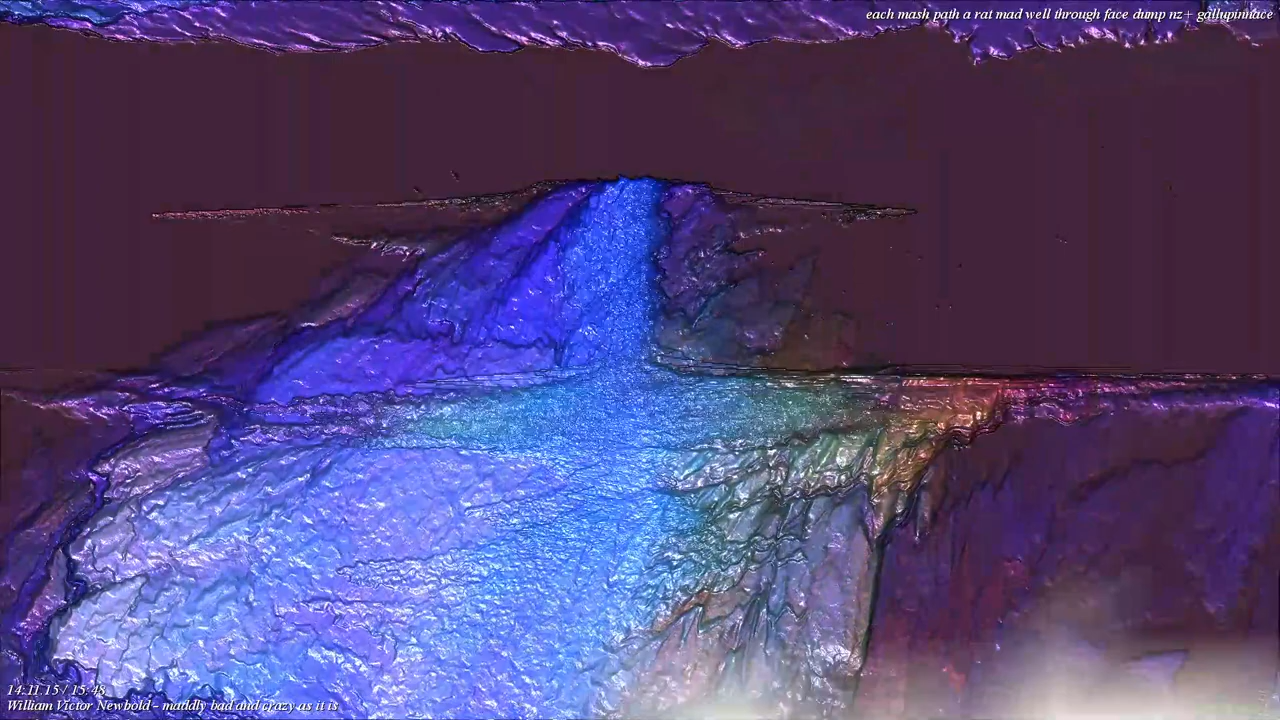 each mash path a rat mad well through face dump nz+ gallupinnace
14.11.15 / 15:48
William Victor Newbold - maddly bad and crazy as it is